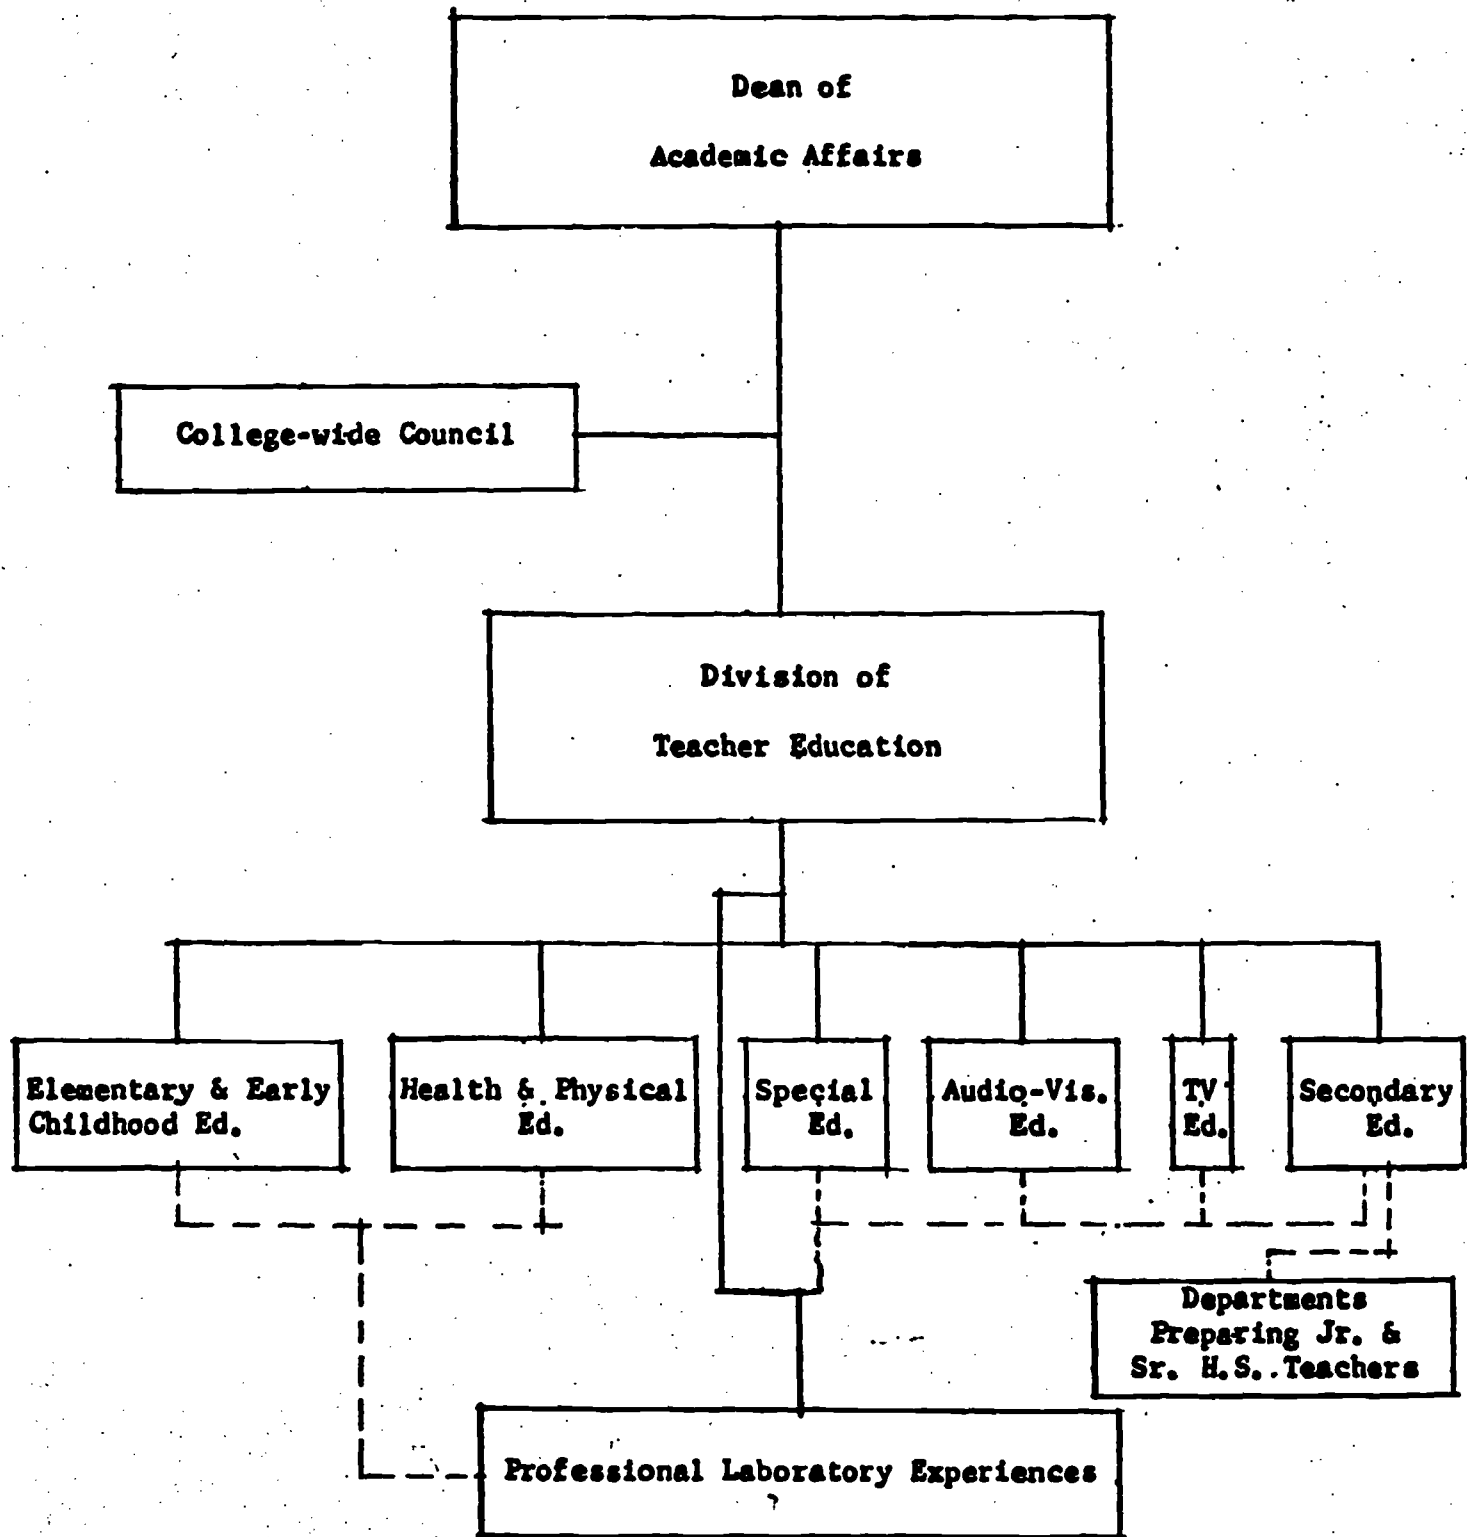 Dean of
Academic Affairs
College-wide Council
Division of
Teacher Education
Elementary & Early
Childhood Ed.
Health & Physical
Ed.
Special
Ed.
Audio-Vis.
Ed.
TV
Ed.
Secondary
Ed.
Departments
Preparing Jr. &
Sr. H.S. Teachers
Professional Laboratory Experiences